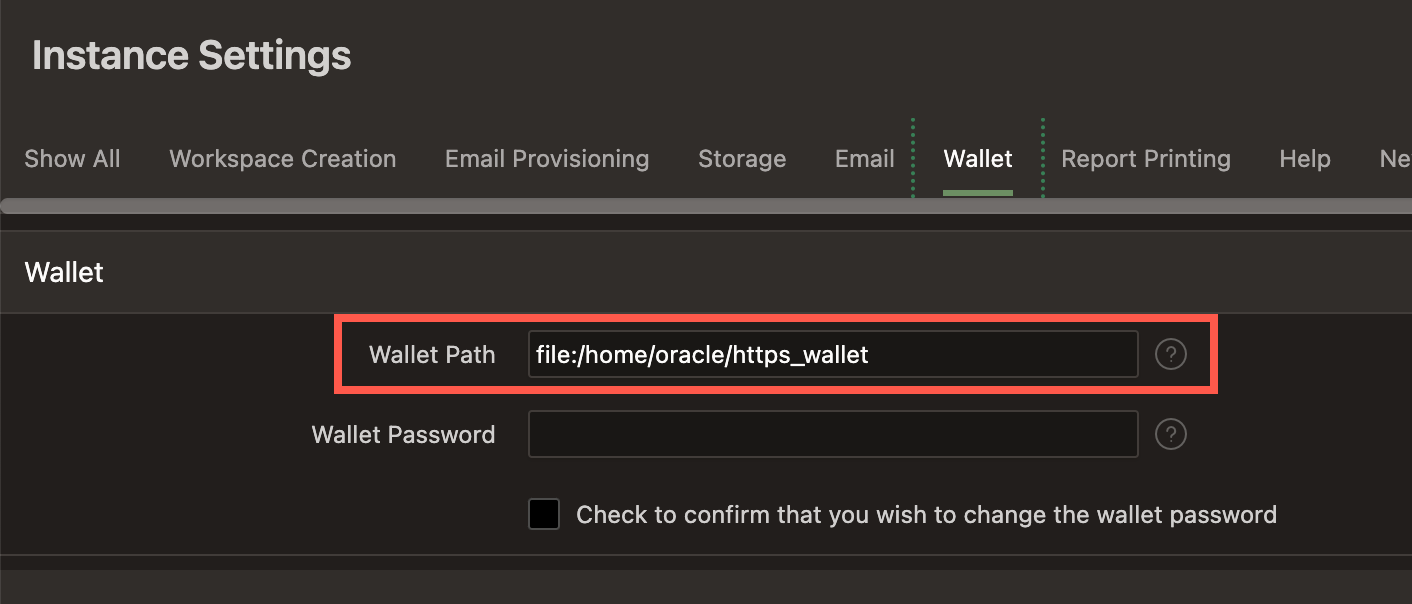 Instance Settings
Show All Workspace Creation Email Provisioning Storage Email Wallet Report Printing Help Ne
Wallet
Wallet Path file:/home/oracle/https_wallet ?
Wallet Password ?
Check to confirm that you wish to change the wallet password